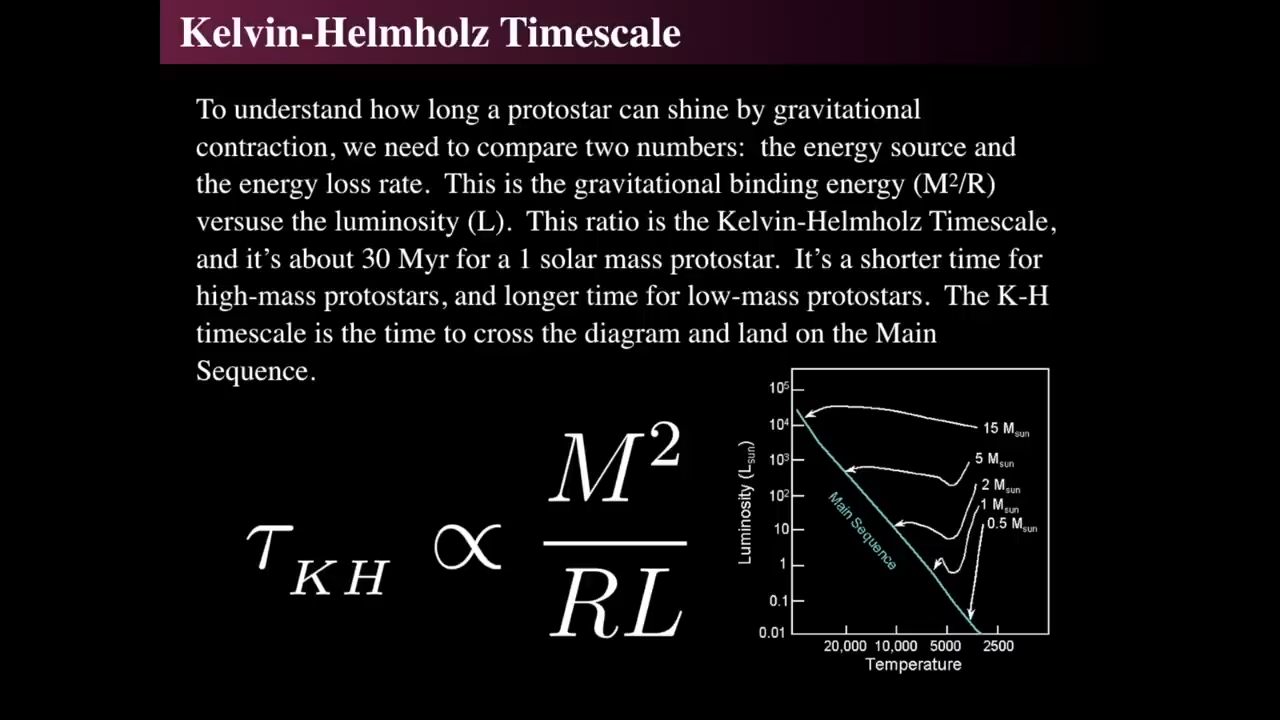 Kelvin-Helmholz Timescale
To understand how long a protostar can shine by gravitational
contraction, we need to compare two numbers:  the energy source and
the energy loss rate.  This is the gravitational binding energy (M²/R)
versuse the luminosity (L).  This ratio is the Kelvin-Helmholz Timescale,
and it's about 30 Myr for a 1 solar mass protostar.  It's a shorter time for
high-mass protostars, and longer time for low-mass protostars.  The K-H
timescale is the time to cross the diagram and land on the Main
Sequence.
τ_KH ∝ M²/RL
Luminosity (Lsun)
10⁵
10⁴
10³
10²
10
1
0.1
0.01
15 Msun
5 Msun
2 Msun
1 Msun
0.5 Msun
Main Sequence
20,000 10,000 5000 2500
Temperature